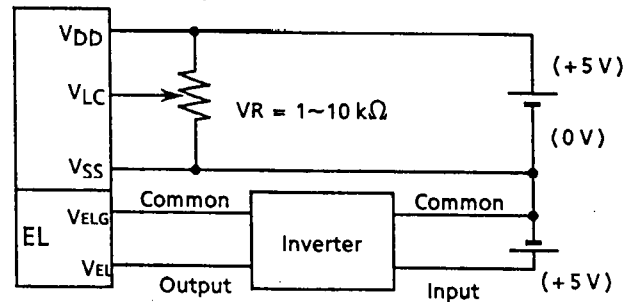 VDD
(+5 V)
VLC
VR = 1~10 kΩ
(0 V)
VSS
Common
Common
VELG
EL
Inverter
VEL
Output
Input
(+5 V)